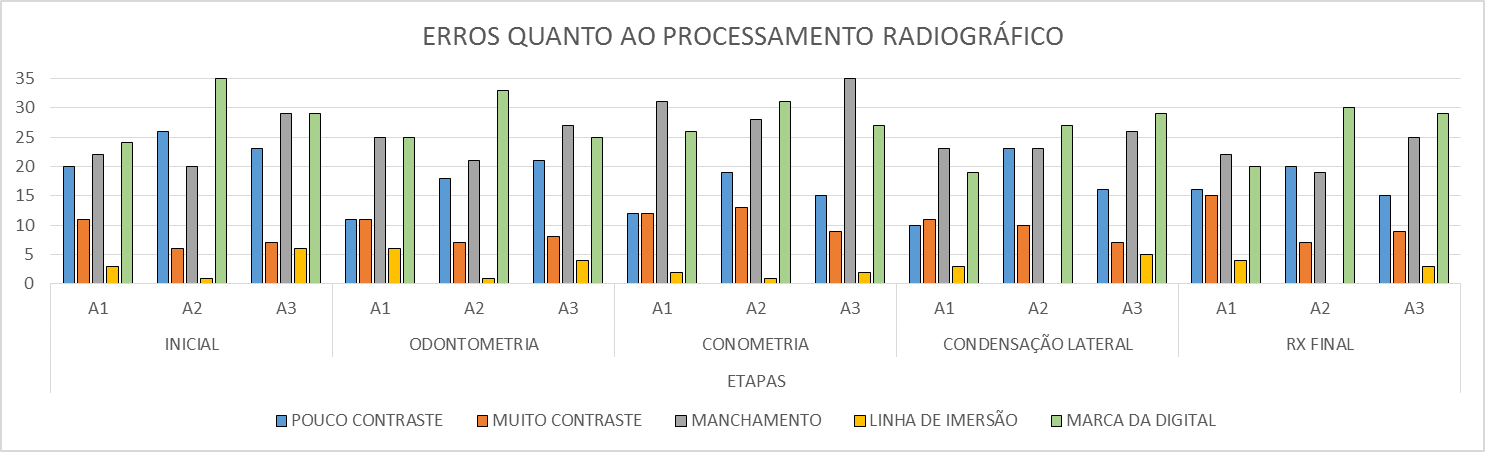 ERROS QUANTO AO PROCESSAMENTO RADIOGRÁFICO
35
30
25
20
15
10
5
0
A1 A2 A3 A1 A2 A3 A1 A2 A3 A1 A2 A3 A1 A2 A3
INICIAL ODONTOMETRIA CONOMETRIA CONDENSAÇÃO LATERAL RX FINAL
ETAPAS
POUCO CONTRASTE MUITO CONTRASTE MANCHAMENTO LINHA DE IMERSÃO MARCA DA DIGITAL